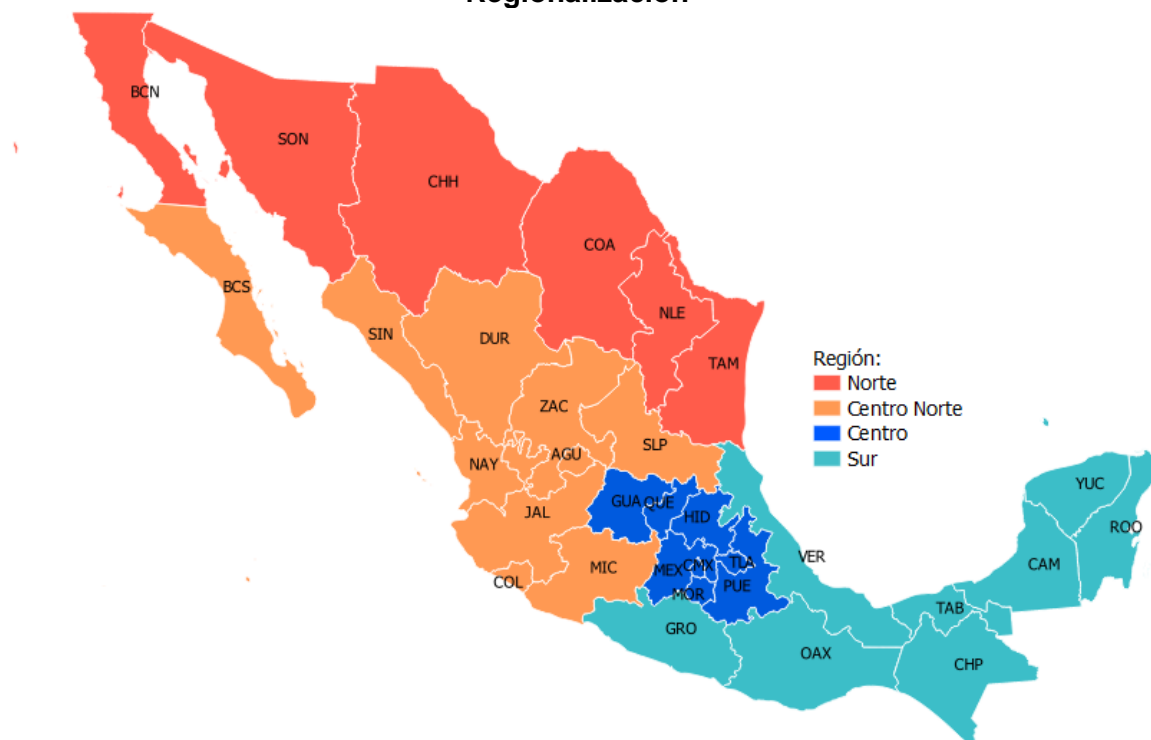 Regionalización
BCN
SON
CHH
COA
BCS
NLE
SIN
DUR
TAM
Región:
Norte
Centro Norte
Centro
Sur
ZAC
SLP
AGU
NAY
JAL
GUA
QUE
HID
YUC
ROO
VER
CAM
MIC
COL
MEX
CMX
TLA
PUE
MOR
TAB
GRO
OAX
CHP